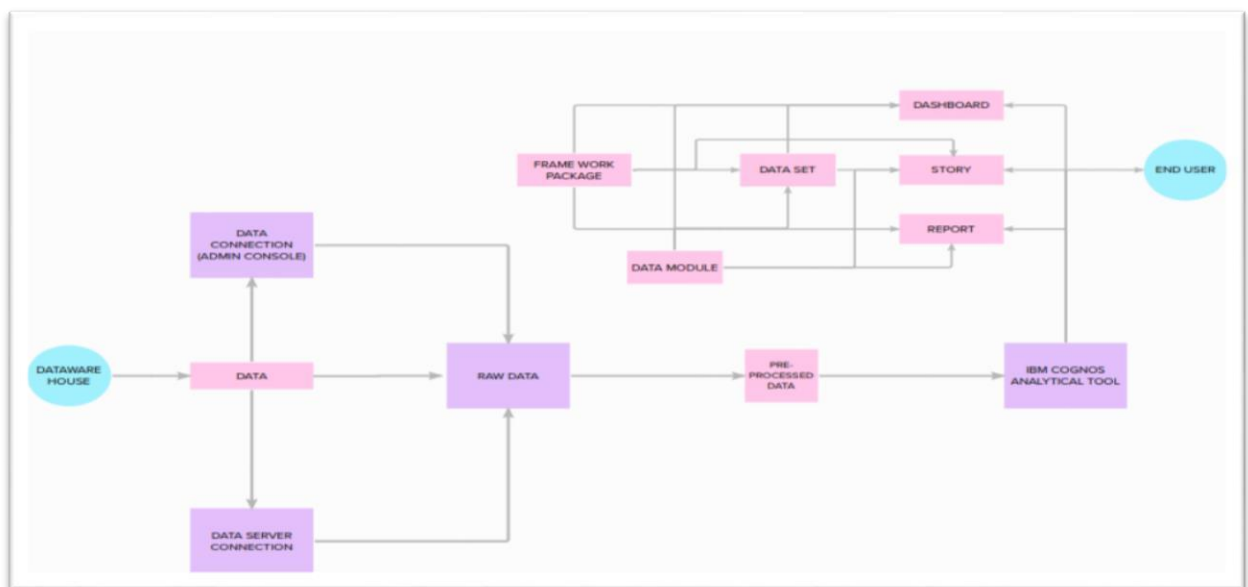 DASHBOARD
FRAME WORK
PACKAGE
DATA SET
STORY
END USER
DATA
CONNECTION
(ADMIN CONSOLE)
REPORT
DATA MODULE
DATAWARE
HOUSE
DATA
RAW DATA
PRE-
PROCESSED
DATA
IBM COGNOS
ANALYTICAL TOOL
DATA SERVER
CONNECTION